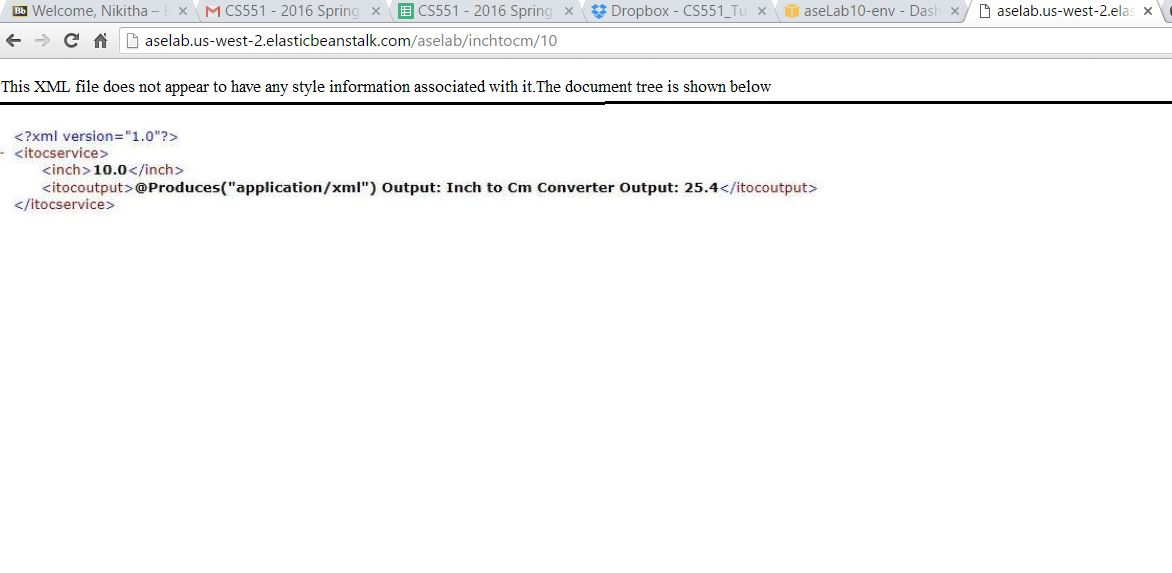 Welcome, Nikitha – E
CS551 - 2016 Spring
CS551 - 2016 Spring
Dropbox - CS551_Tu
aseLab10-env - Dash
aselab.us-west-2.elas
aselab.us-west-2.elasticbeanstalk.com/aselab/inchtocm/10
This XML file does not appear to have any style information associated with it.The document tree is shown below
<?xml version="1.0"?>
- <itocservice>
<inch>10.0</inch>
<itocoutput>@Produces("application/xml") Output: Inch to Cm Converter Output: 25.4</itocoutput>
</itocservice>